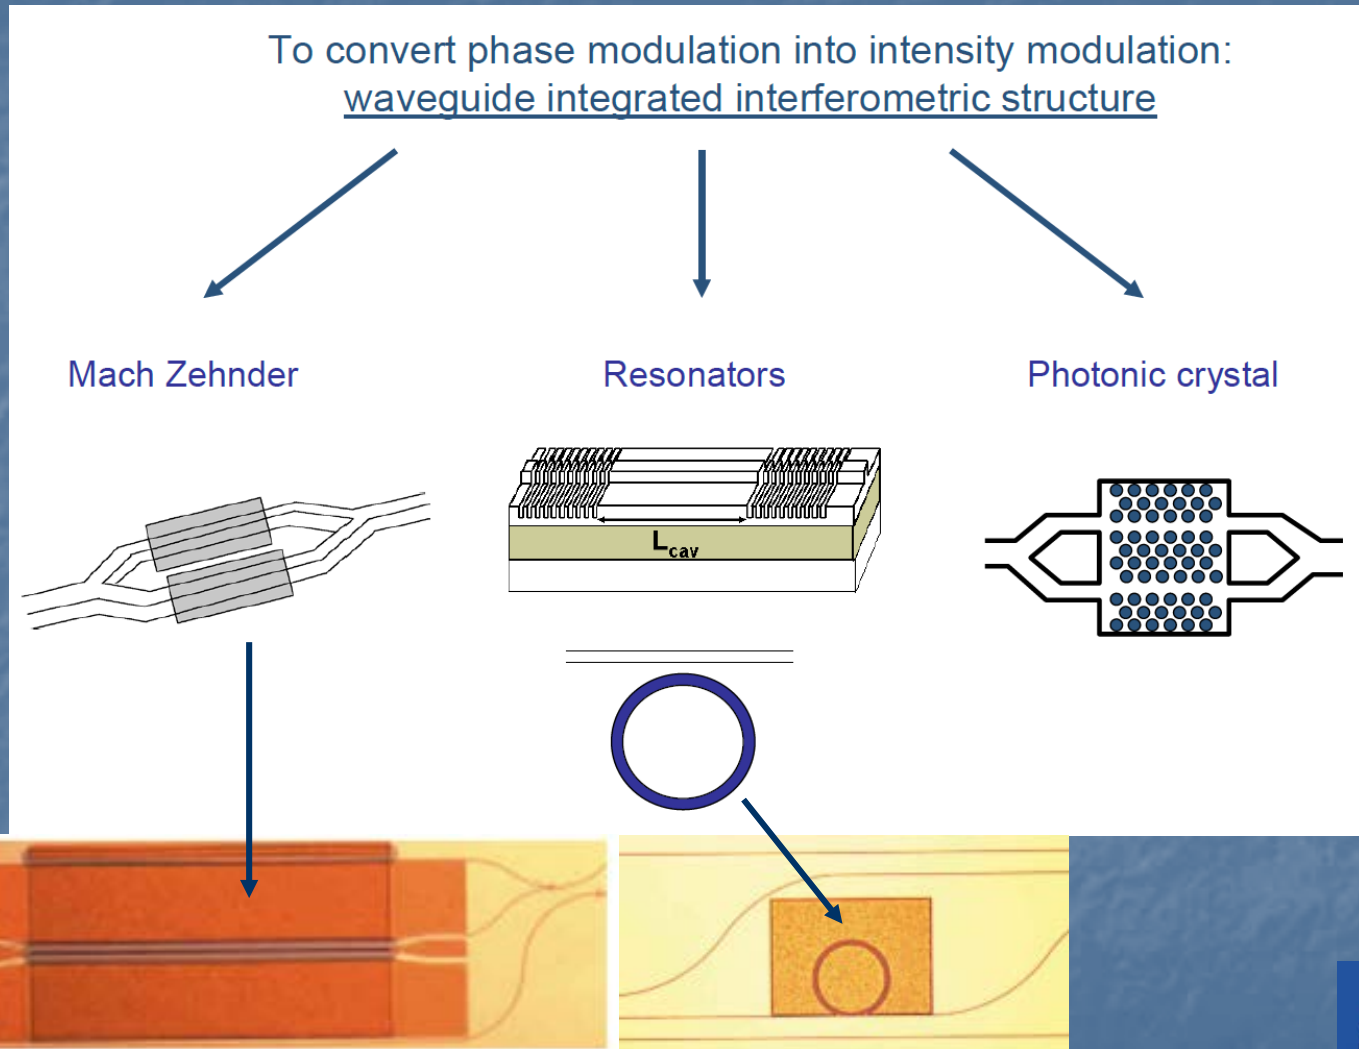 To convert phase modulation into intensity modulation:
waveguide integrated interferometric structure
Mach Zehnder
Resonators
Photonic crystal
Lcav